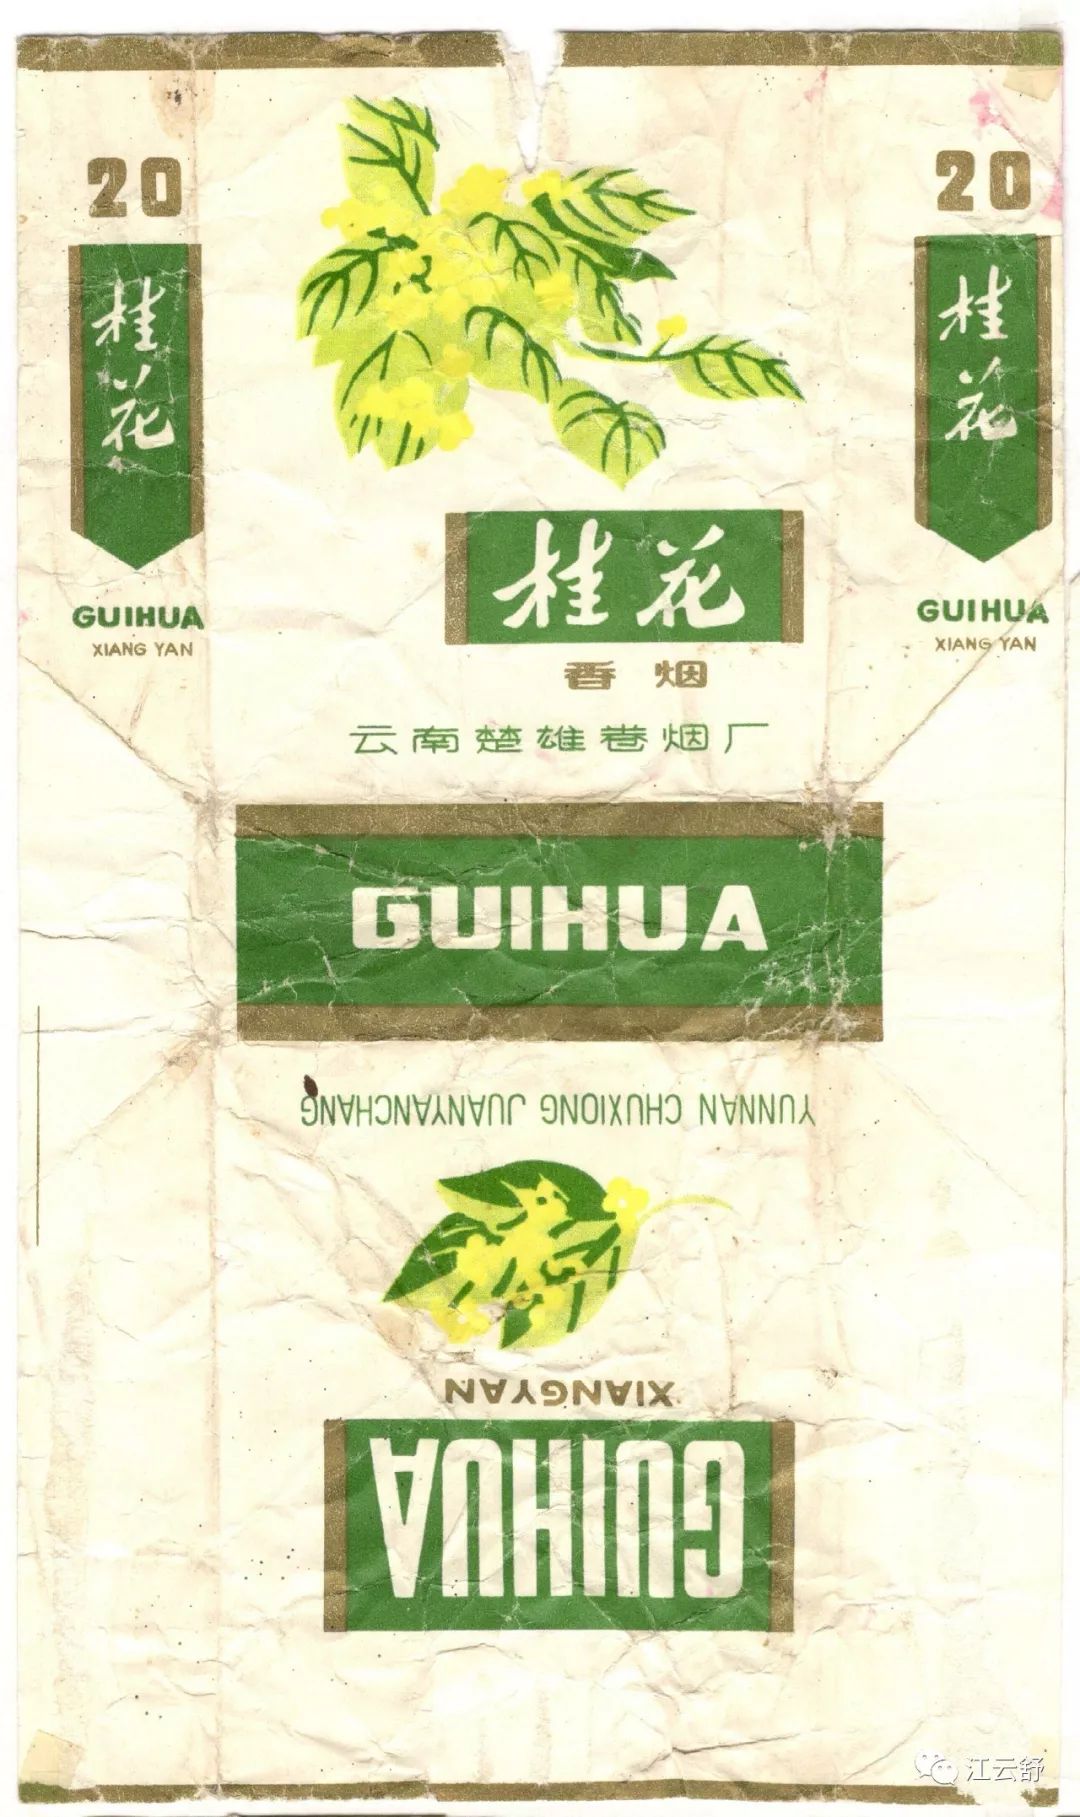 20
桂花
GUIHUA
XIANG YAN
20
桂花
GUIHUA
XIANG YAN
桂花
香烟
云南楚雄卷烟厂
GUIHUA
YUNNAN CHUXIONG JUANYANCHANG
XIANGYAN
GUIHUA
江云舒